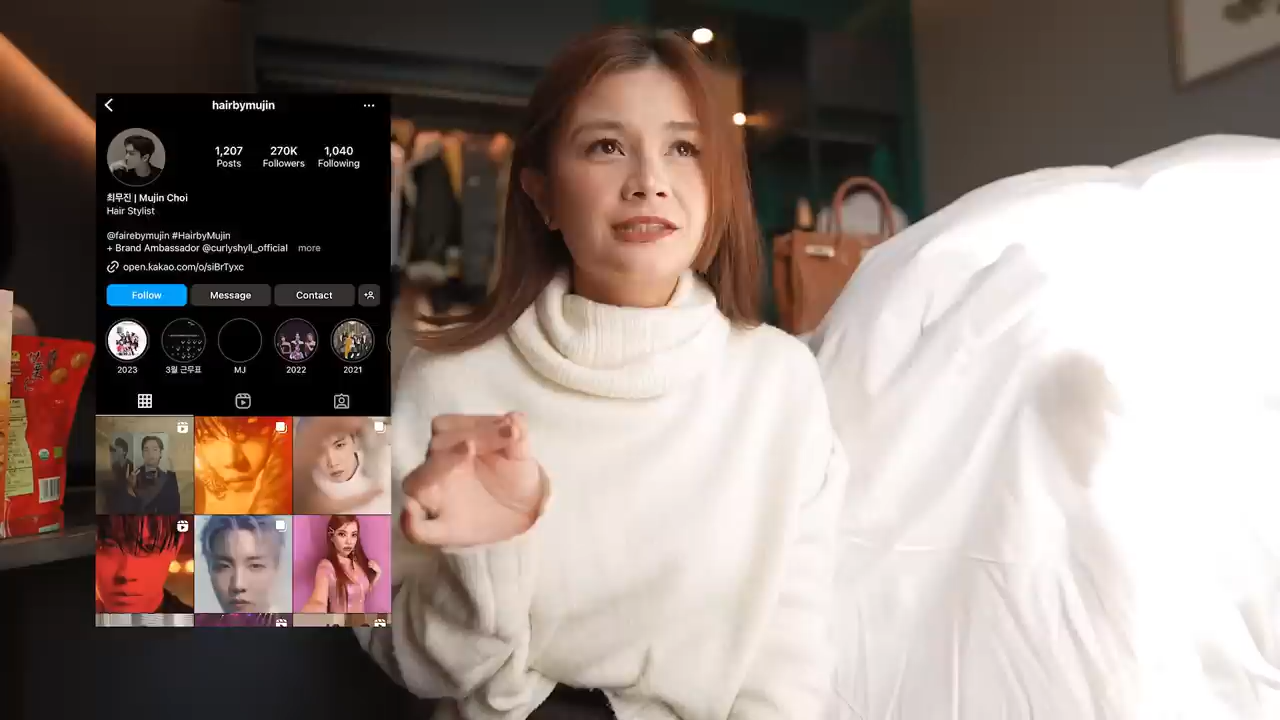 hairbymujin
1,207 270K 1,040
Posts Followers Following
최무진 | Mujin Choi
Hair Stylist
@fairebymujin #HairbyMujin
+ Brand Ambassador @curlyshyll_official more
open.kakao.com/o/siBrTyxc
Follow Message Contact
2023 3월 근무표 MJ 2022 2021